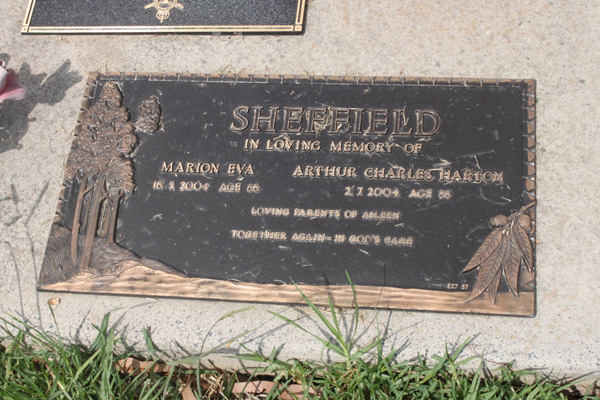 SHEFFIELD
IN LOVING MEMORY OF
MARION EVA ARTHUR CHARLES HARTON
16.5.2004 AGE 86 2.7.2004 AGE 88
LOVING PARENTS OF AILEEN
TOGETHER AGAIN - IN GOD'S CARE